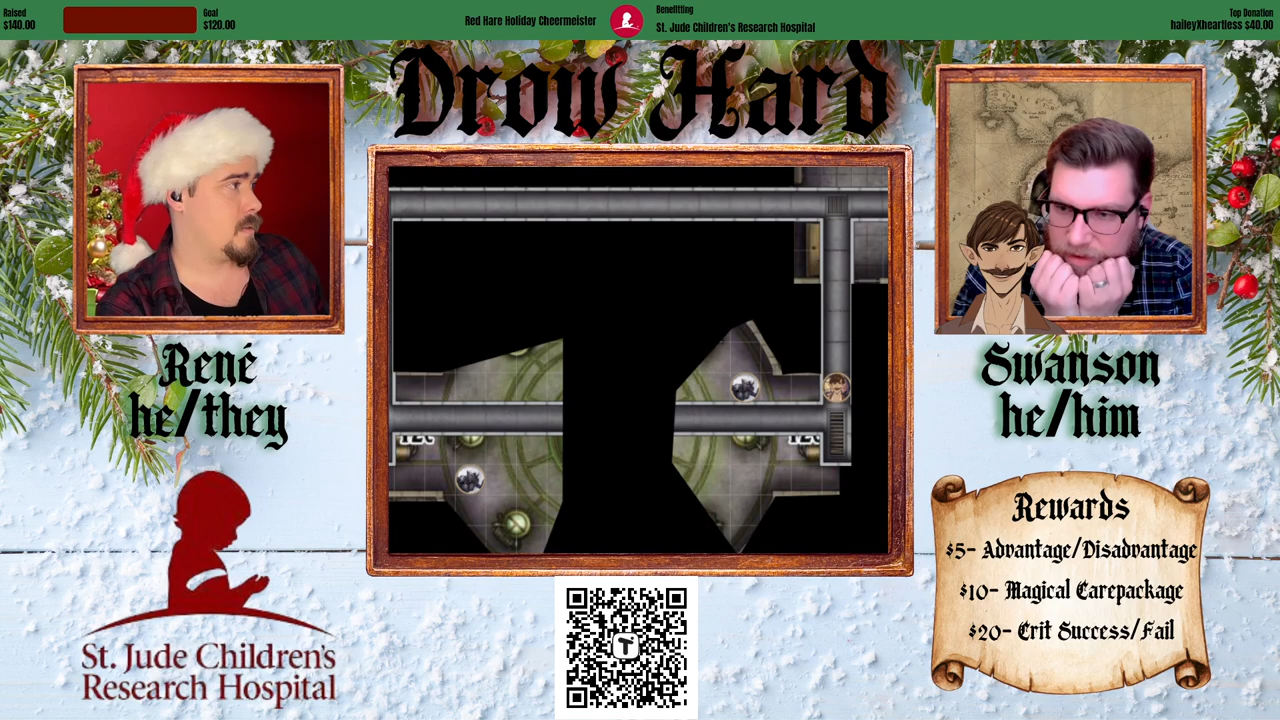 Raised
$140.00
Goal
$120.00
Red Hare Holiday Cheermeister
Benefitting
St. Jude Children's Research Hospital
Top Donation
haileyXheartless $40.00
Drow Hard
René
he/they
Swanson
he/him
St. Jude Children's
Research Hospital
Rewards
$5- Advantage/Disadvantage
$10- Magical Carepackage
$20- Crit Success/Fail